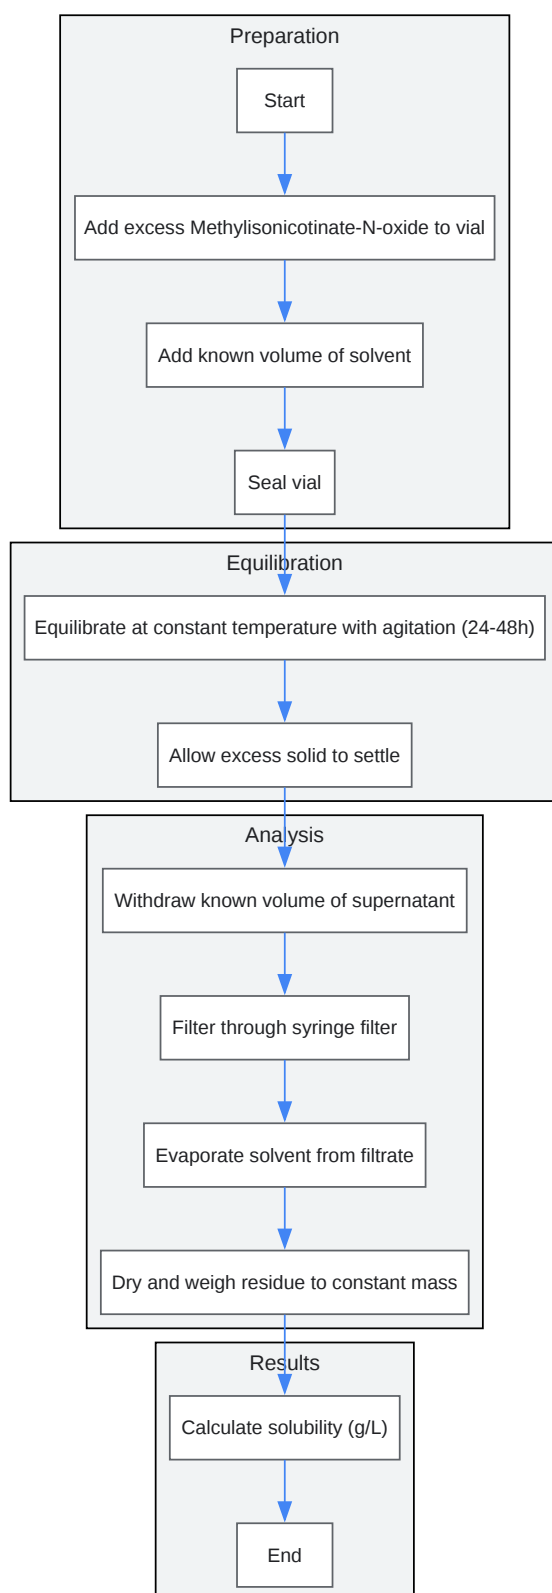 Preparation
Start
Add excess Methylisonicotinate-N-oxide to vial
Add known volume of solvent
Seal vial
Equilibration
Equilibrate at constant temperature with agitation (24-48h)
Allow excess solid to settle
Analysis
Withdraw known volume of supernatant
Filter through syringe filter
Evaporate solvent from filtrate
Dry and weigh residue to constant mass
Results
Calculate solubility (g/L)
End